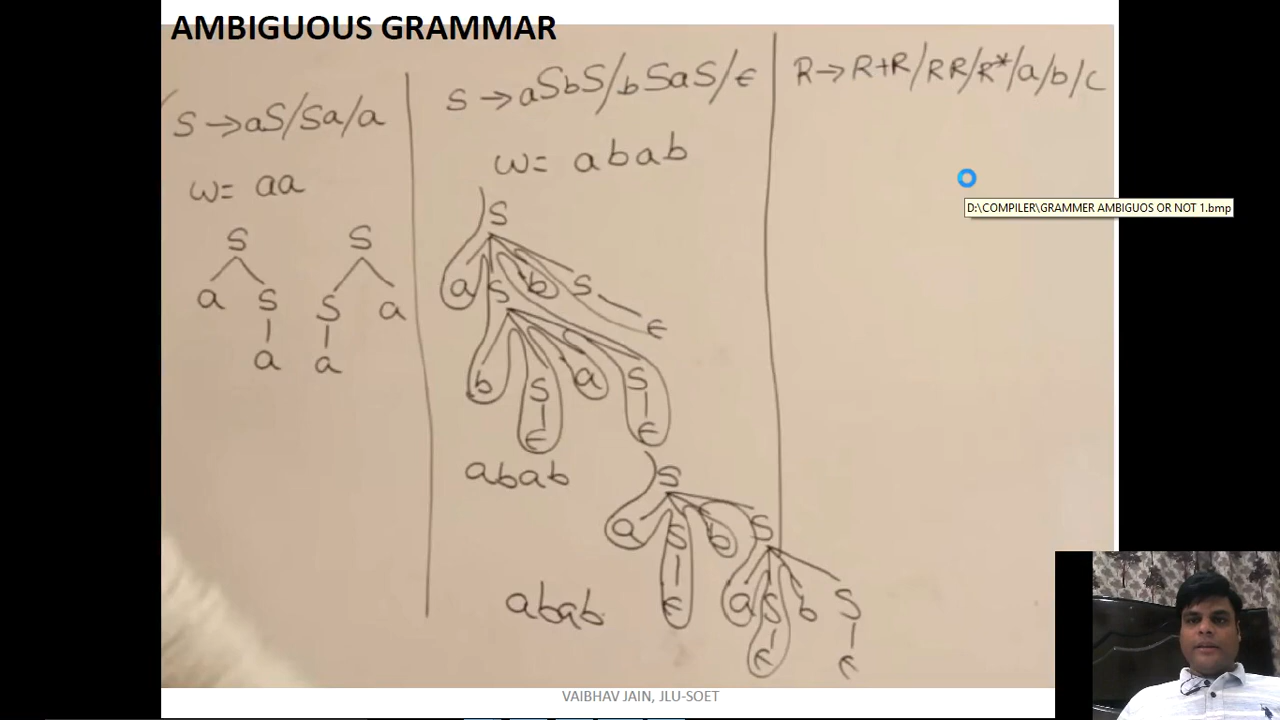 AMBIGUOUS GRAMMAR
S → aS/Sa/a
w= aa
S
a S
a
S
S a
a
S → aSbS/bSaS/ϵ
w= abab
S
a S b S
ϵ
b S a S
ϵ ϵ
abab
S
a S b S
ϵ a S b S
ϵ ϵ
abab
R → R+R/RR/R*/a/b/c
D:\COMPILER\GRAMMER AMBIGUOS OR NOT 1.bmp
VAIBHAV JAIN, JLU-SOET